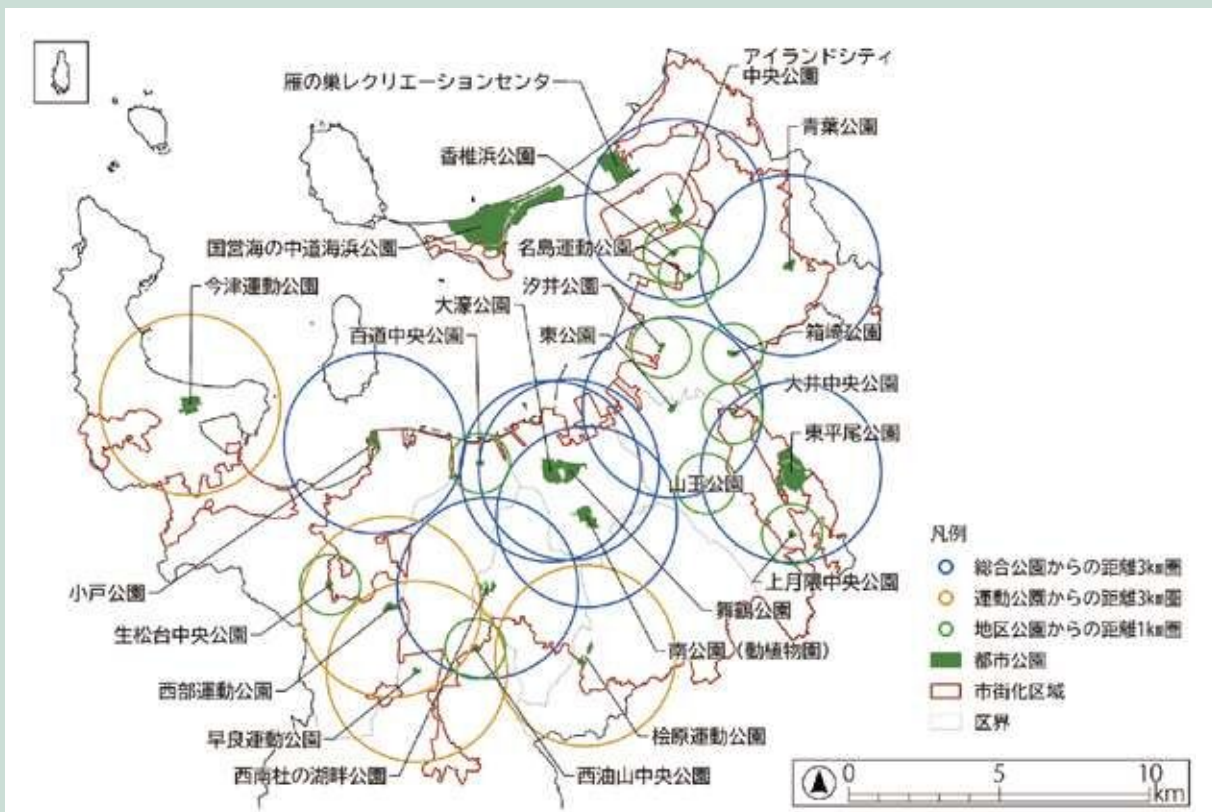 アイランドシティ
中央公園
雁の巣レクリエーションセンター
青葉公園
香椎浜公園
国営海の中道海浜公園
名島運動公園
今津運動公園
汐井公園
大濠公園
百道中央公園
東公園
箱崎公園
大井中央公園
東平尾公園
山王公園
凡例
総合公園からの距離3km圏
運動公園からの距離3km圏
地区公園からの距離1km圏
都市公園
市街化区域
区界
上月隈中央公園
小戸公園
舞鶴公園
生松台中央公園
南公園（動植物園）
西部運動公園
早良運動公園
桧原運動公園
西南杜の湖畔公園
西油山中央公園
0 5 10
km